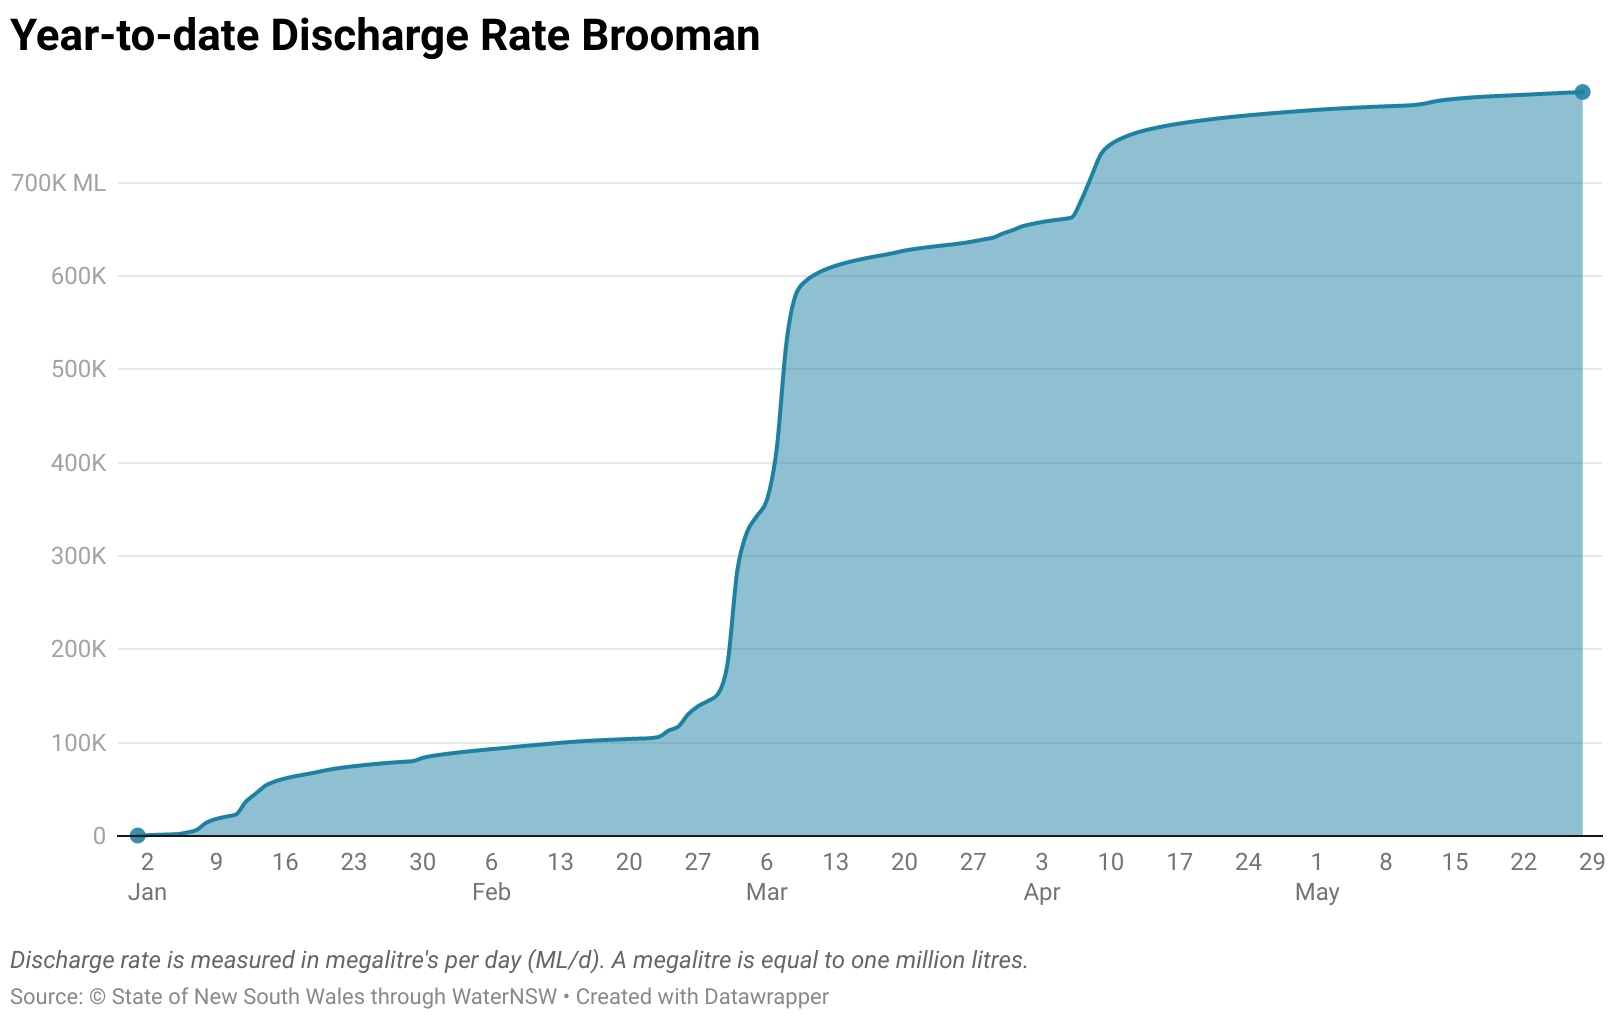 Year-to-date Discharge Rate Brooman
700K ML
600K
500K
400K
300K
200K
100K
0
2 9 16 23 30 6 13 20 27 6 13 20 27 3 10 17 24 1 8 15 22 29
Jan Feb Mar Apr May
Discharge rate is measured in megalitre's per day (ML/d). A megalitre is equal to one million litres.
Source: © State of New South Wales through WaterNSW • Created with Datawrapper